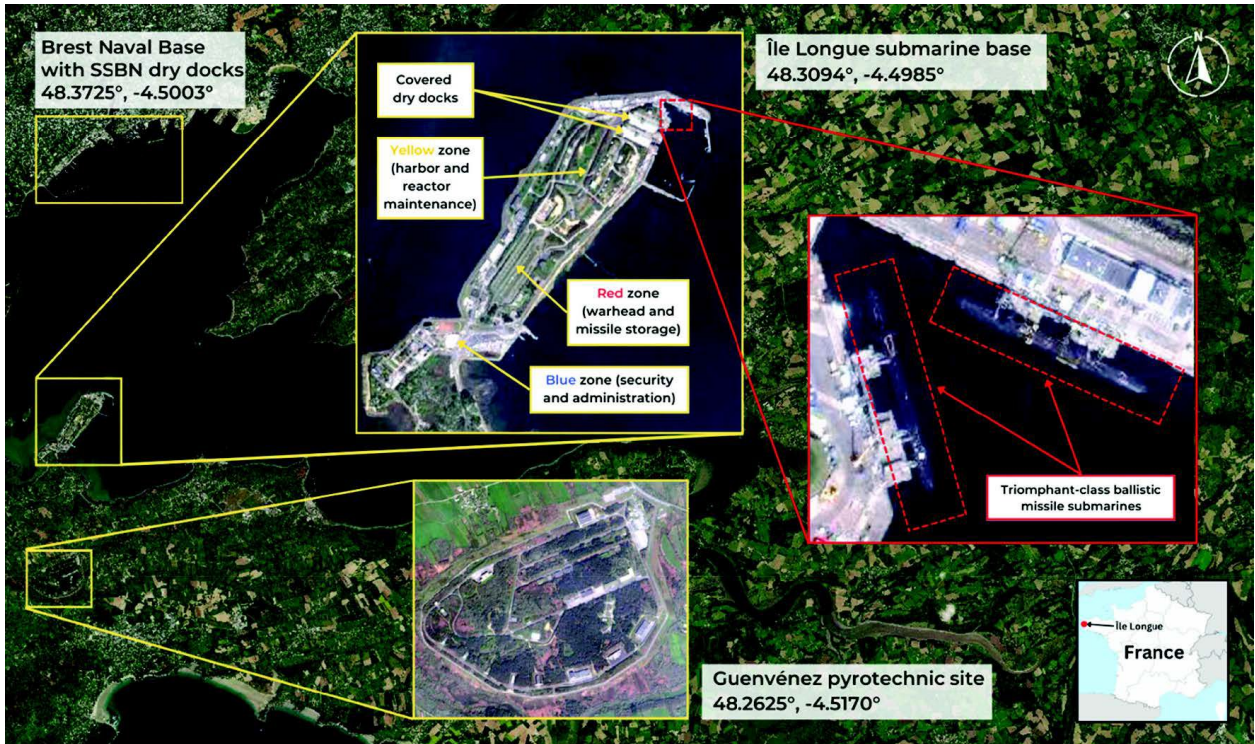 Brest Naval Base
with SSBN dry docks
48.3725°, -4.5003°
Île Longue submarine base
48.3094°, -4.4985°
N
Covered
dry docks
Yellow zone
(harbor and
reactor
maintenance)
Red zone
(warhead and
missile storage)
Blue zone (security
and administration)
Triomphant-class ballistic
missile submarines
Guenvénez pyrotechnic site
48.2625°, -4.5170°
Île Longue
France